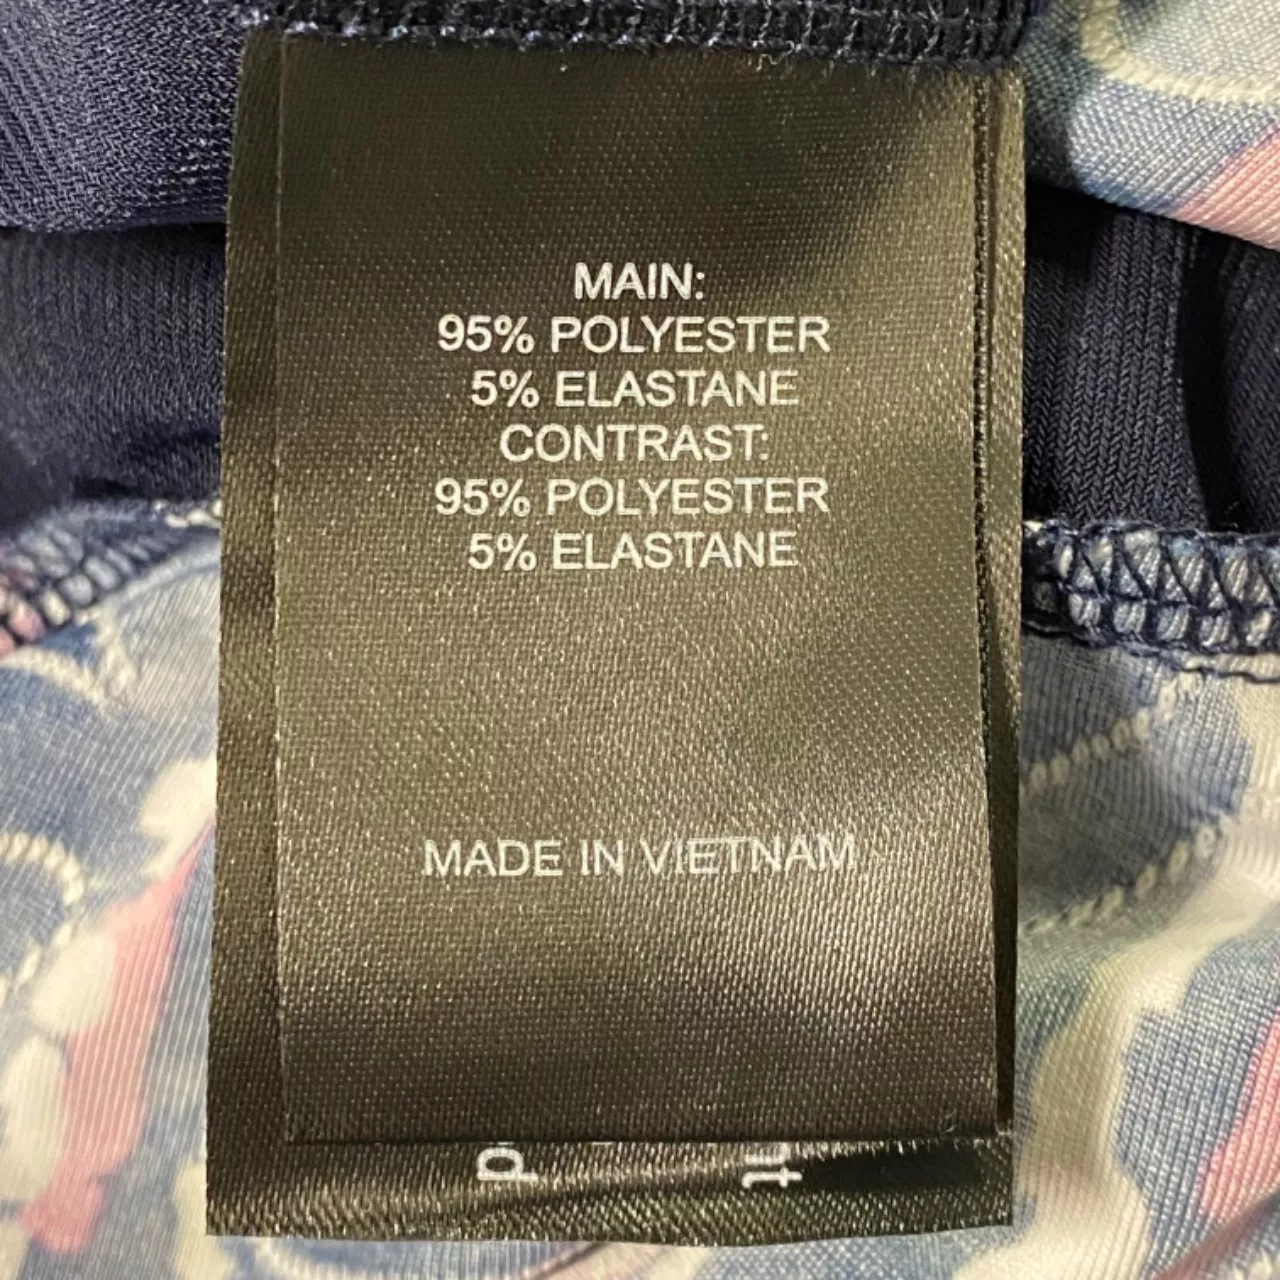 MAIN:
95% POLYESTER
5% ELASTANE
CONTRAST:
95% POLYESTER
5% ELASTANE
MADE IN VIETNAM